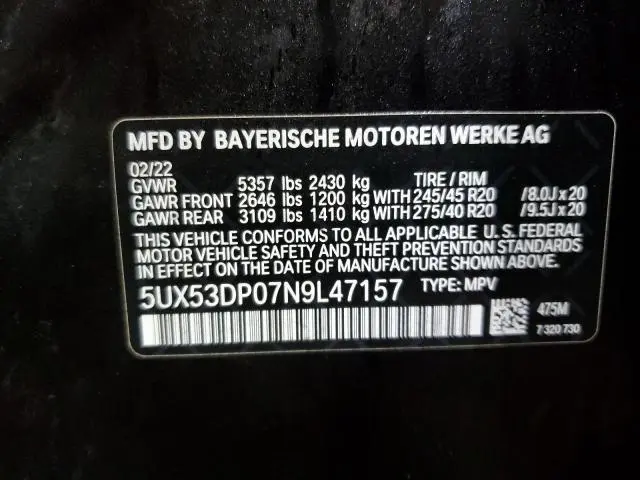 MFD BY BAYERISCHE MOTOREN WERKE AG
02/22
GVWR 5357 lbs 2430 kg TIRE / RIM
GAWR FRONT 2646 lbs 1200 kg WITH 245/45 R20 /8.0J x 20
GAWR REAR 3109 lbs 1410 kg WITH 275/40 R20 /9.5J x 20
THIS VEHICLE CONFORMS TO ALL APPLICABLE U. S. FEDERAL
MOTOR VEHICLE SAFETY AND THEFT PREVENTION STANDARDS
IN EFFECT ON THE DATE OF MANUFACTURE SHOWN ABOVE.
5UX53DP07N9L47157 TYPE: MPV
475M
7 320 730